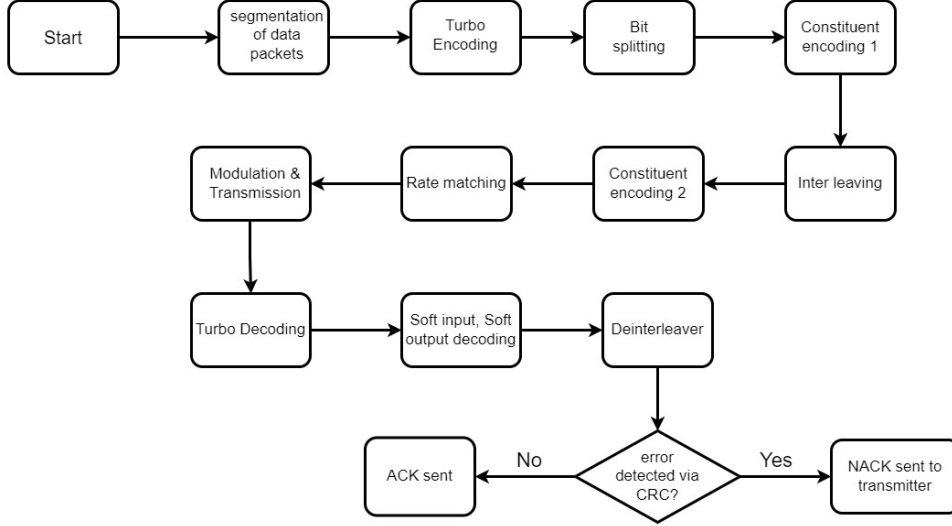 Start
segmentation
of data
packets
Turbo
Encoding
Bit
splitting
Constituent
encoding 1
Inter leaving
Constituent
encoding 2
Rate matching
Modulation &
Transmission
Turbo Decoding
Soft input, Soft
output decoding
Deinterleaver
error
detected via
CRC?
No
ACK sent
Yes
NACK sent to
transmitter